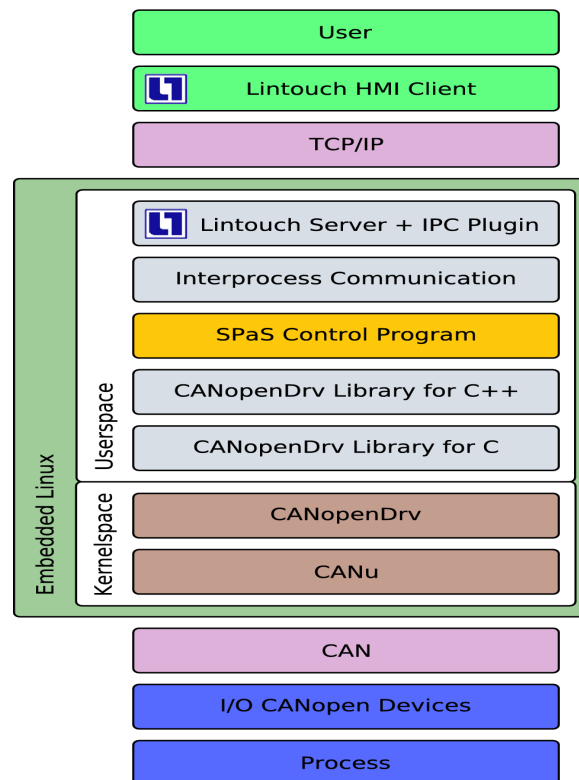 User
Lintouch HMI Client
TCP/IP
Embedded Linux
Userspace
Lintouch Server + IPC Plugin
Interprocess Communication
SPaS Control Program
CANopenDrv Library for C++
CANopenDrv Library for C
Kernelspace
CANopenDrv
CANu
CAN
I/O CANopen Devices
Process